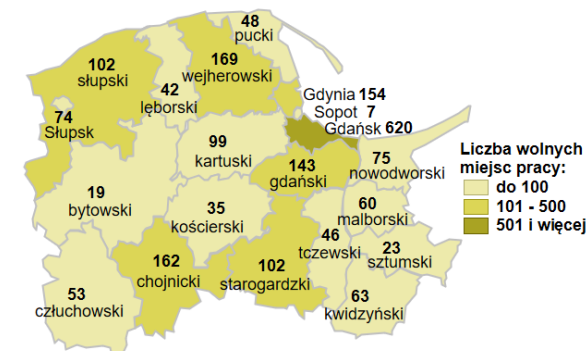 48
pucki
102
słupski
169
wejherowski
42
lęborski
Gdynia 154
Sopot 7
Gdańsk 620
74
Słupsk
99
kartuski
143
gdański
75
nowodworski
Liczba wolnych
miejsc pracy:
do 100
101 - 500
501 i więcej
19
bytowski
35
kościerski
60
malborski
46
tczewski
23
sztumski
162
chojnicki
102
starogardzki
53
człuchowski
63
kwidzyński